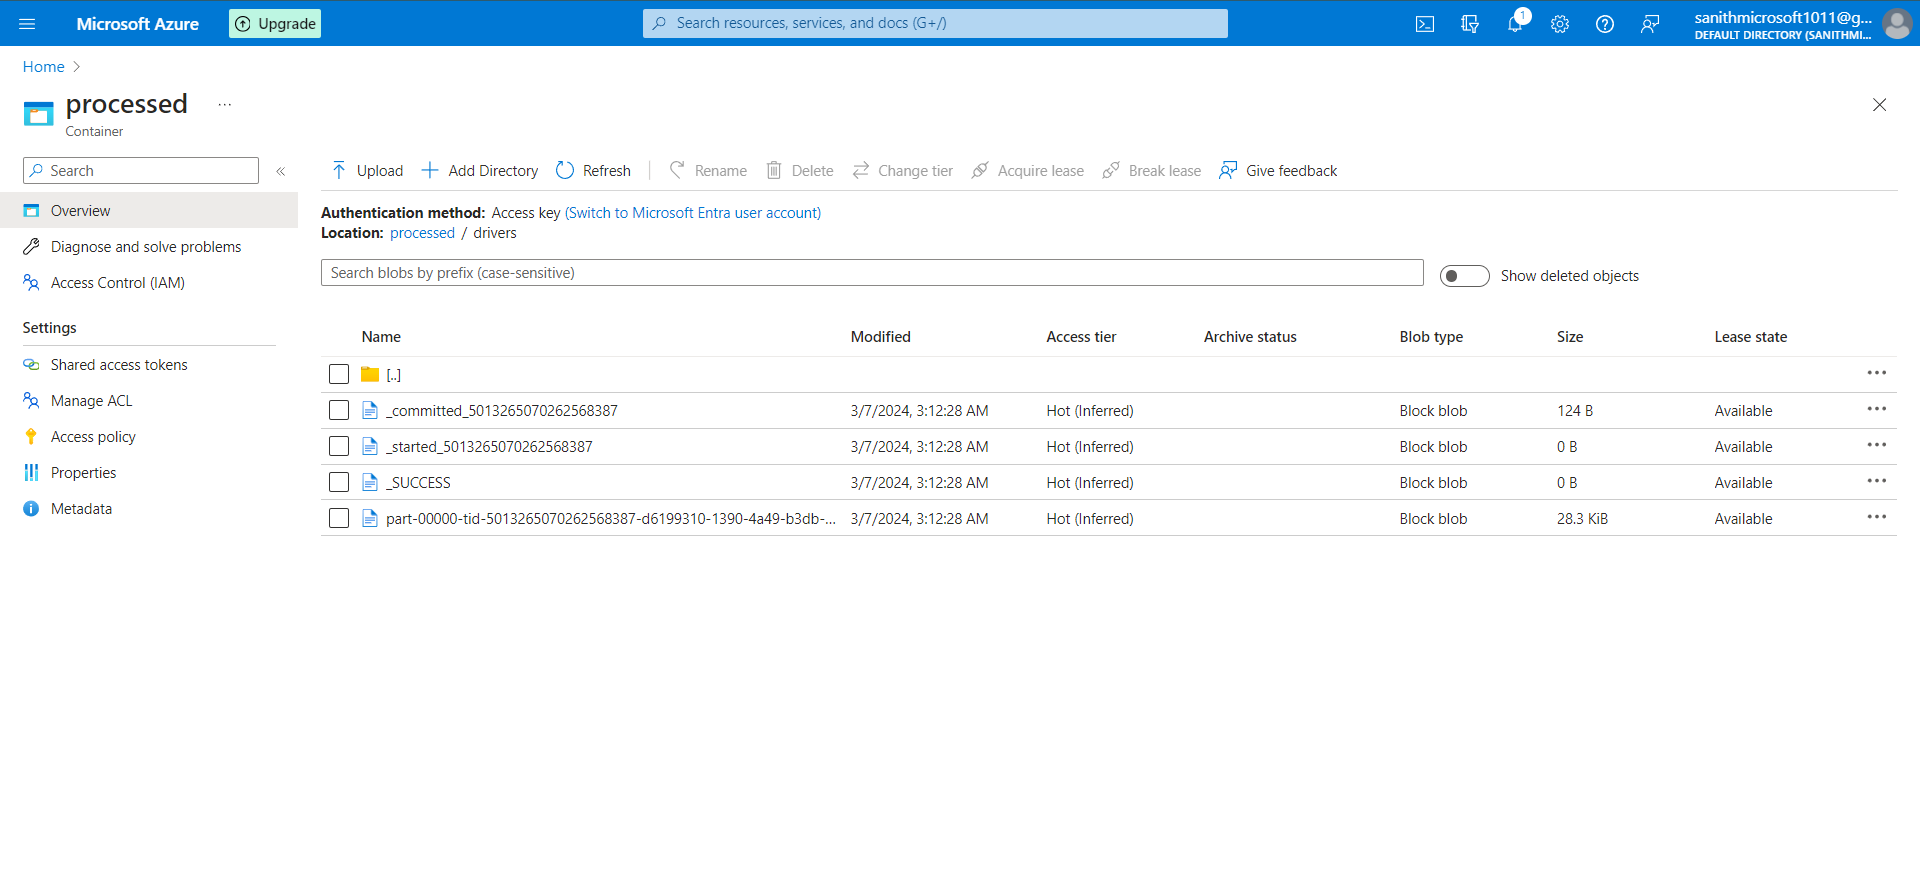 Microsoft Azure
Upgrade
Search resources, services, and docs (G+/)
1
sanithmicrosoft1011@g...
DEFAULT DIRECTORY (SANITHMI...
Home
processed
...
Container
Search
«
Upload
Add Directory
Refresh
Rename
Delete
Change tier
Acquire lease
Break lease
Give feedback
Overview
Diagnose and solve problems
Access Control (IAM)
Settings
Shared access tokens
Manage ACL
Access policy
Properties
Metadata
Authentication method: Access key (Switch to Microsoft Entra user account)
Location: processed / drivers
Search blobs by prefix (case-sensitive)
Show deleted objects
Name Modified Access tier Archive status Blob type Size Lease state
[..]
_committed_5013265070262568387 3/7/2024, 3:12:28 AM Hot (Inferred) Block blob 124 B Available
_started_5013265070262568387 3/7/2024, 3:12:28 AM Hot (Inferred) Block blob 0 B Available
_SUCCESS 3/7/2024, 3:12:28 AM Hot (Inferred) Block blob 0 B Available
part-00000-tid-5013265070262568387-d6199310-1390-4a49-b3db-... 3/7/2024, 3:12:28 AM Hot (Inferred) Block blob 28.3 KiB Available